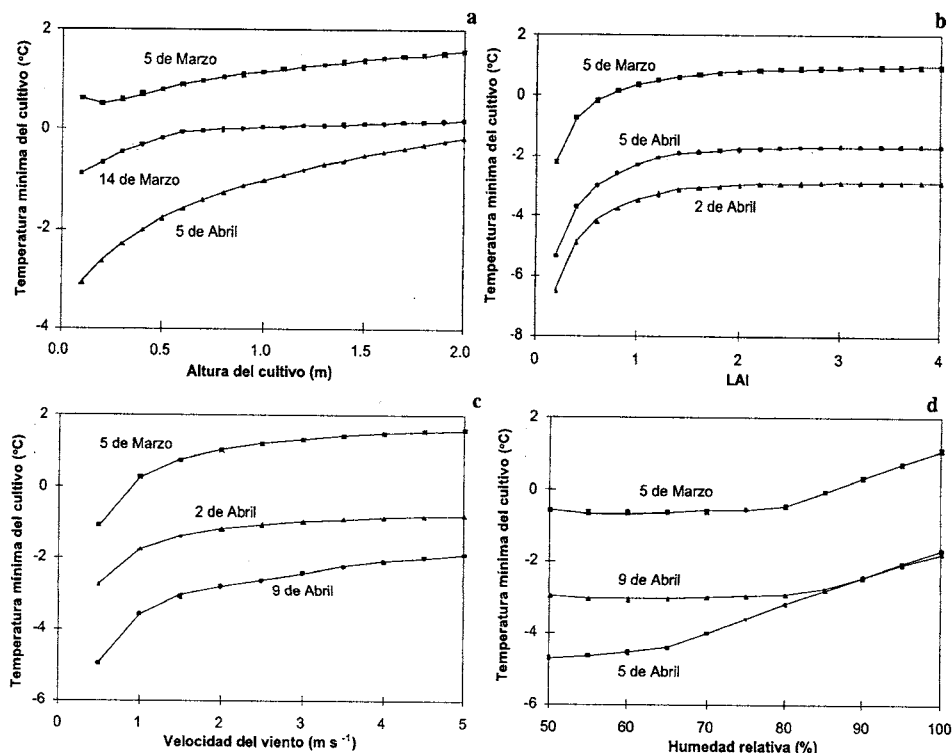 a
Temperatura mínima del cultivo (ºC)
2
0
-2
-4
5 de Marzo
14 de Marzo
5 de Abril
0.0 0.5 1.0 1.5 2.0
Altura del cultivo (m)
b
Temperatura mínima del cultivo (ºC)
2
0
-2
-4
-6
-8
5 de Marzo
5 de Abril
2 de Abril
0 1 2 3 4
LAI
c
Temperatura mínima del cultivo (ºC)
2
0
-2
-4
-6
5 de Marzo
2 de Abril
9 de Abril
0 1 2 3 4 5
Velocidad del viento (m s -1)
d
Temperatura mínima del cultivo (ºC)
2
0
-2
-4
-6
5 de Marzo
9 de Abril
5 de Abril
50 60 70 80 90 100
Humedad relativa (%)